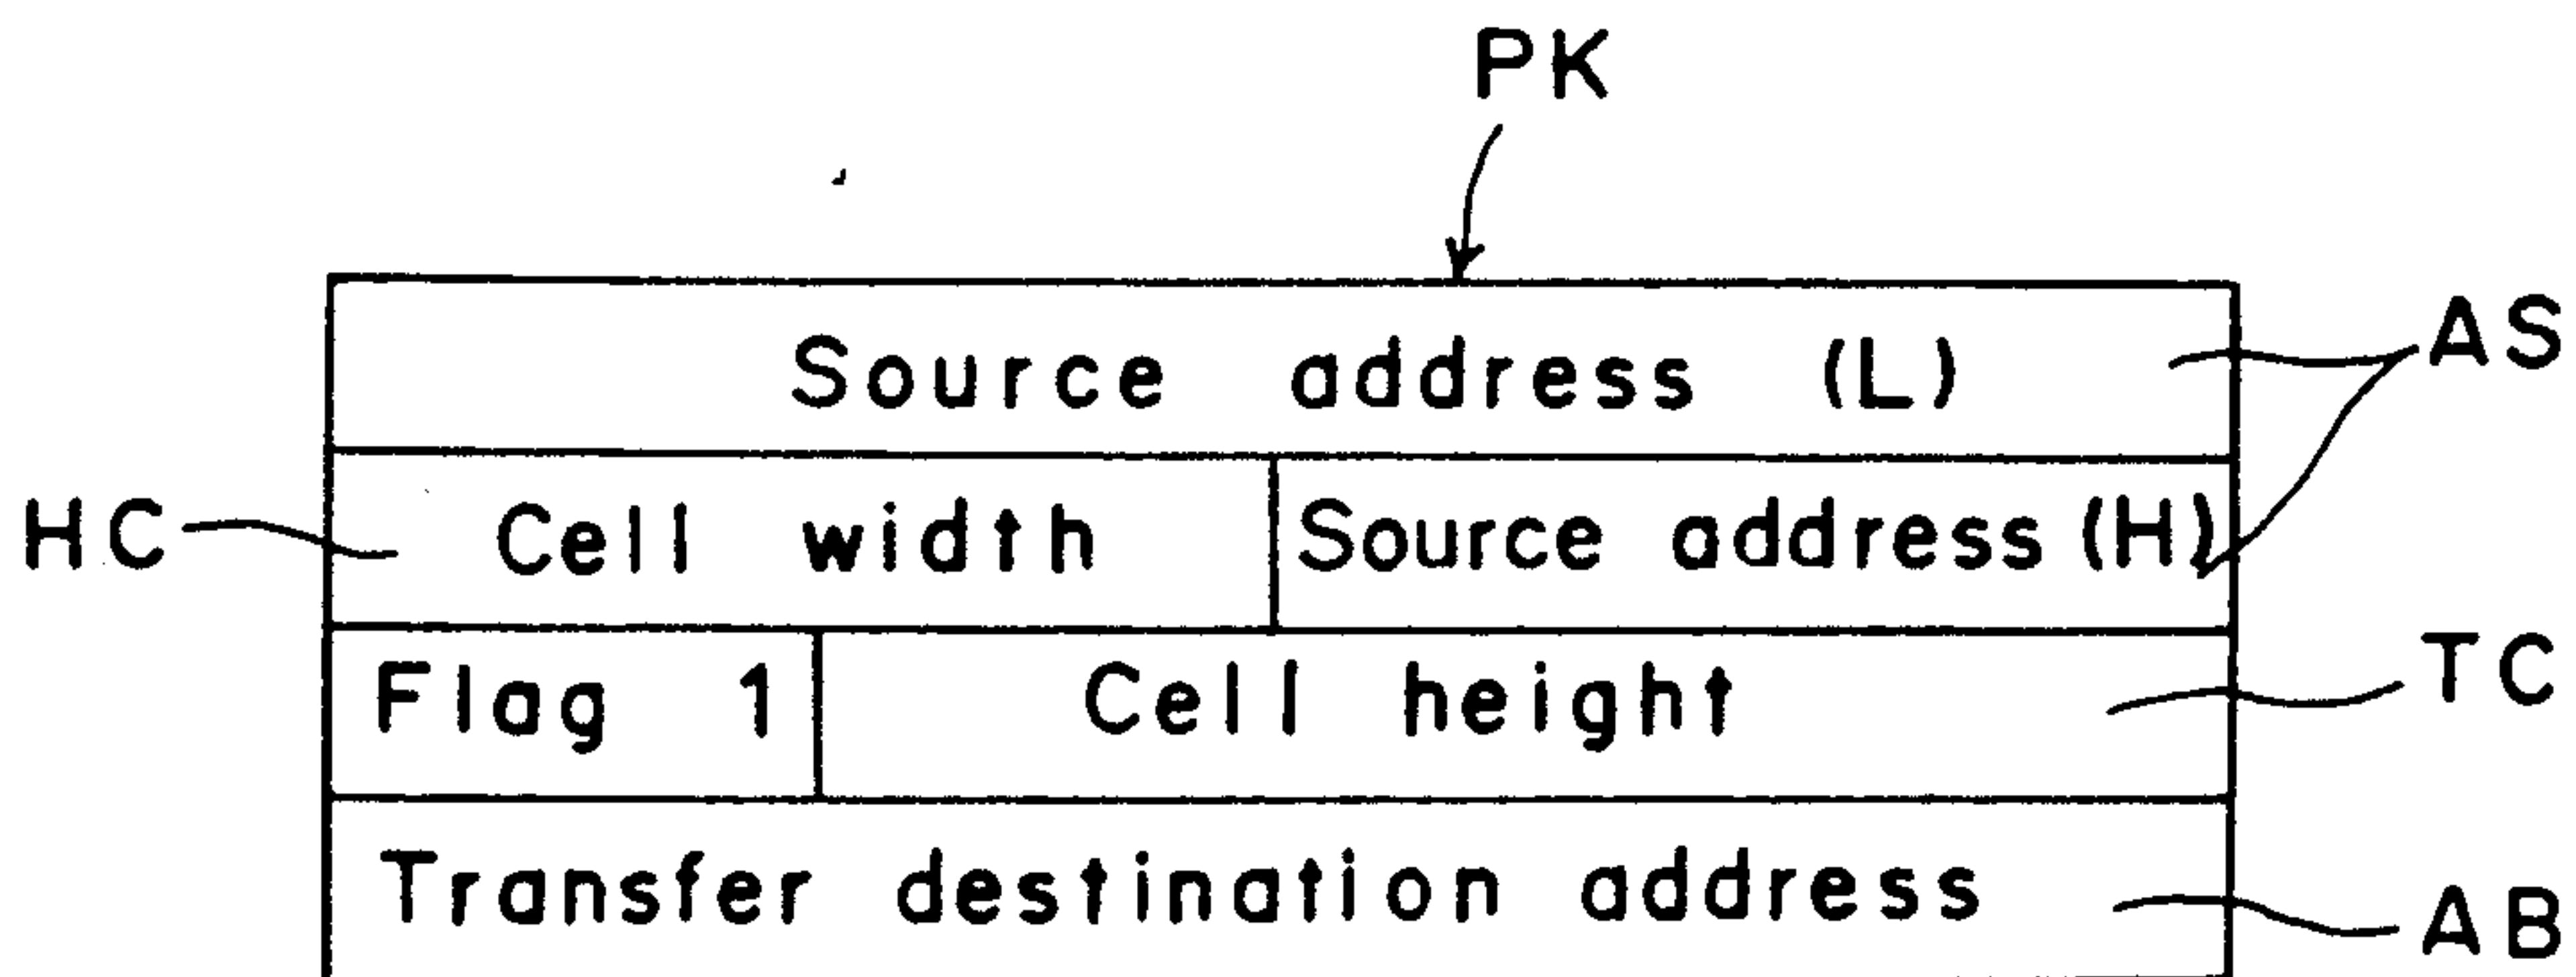 PK
Source address (L)
AS
HC
Cell width
Source address (H)
Flag 1
Cell height
TC
Transfer destination address
AB